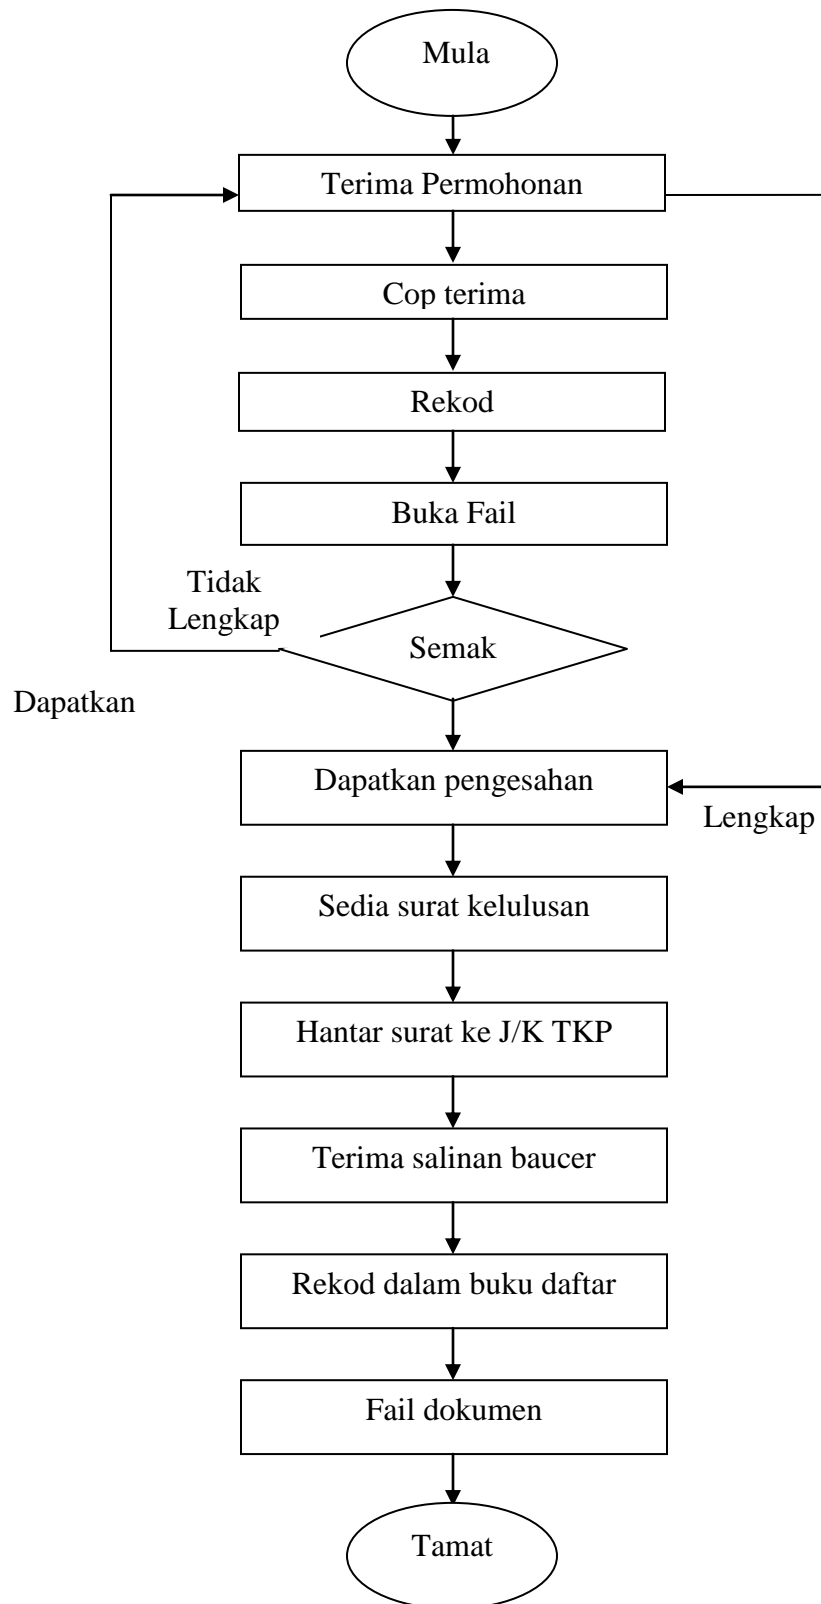 Mula
Terima Permohonan
Cop terima
Rekod
Buka Fail
Tidak
Lengkap
Semak
Dapatkan
Dapatkan pengesahan
Lengkap
Sedia surat kelulusan
Hantar surat ke J/K TKP
Terima salinan baucer
Rekod dalam buku daftar
Fail dokumen
Tamat